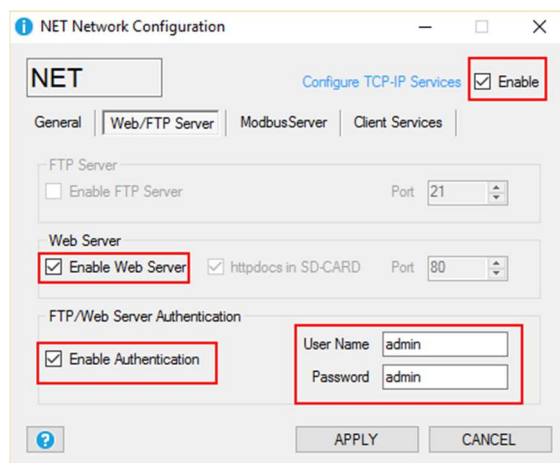 NET Network Configuration
NET
Configure TCP-IP Services
Enable
General
Web/FTP Server
ModbusServer
Client Services
FTP Server
Enable FTP Server
Port 21
Web Server
Enable Web Server
httpdocs in SD-CARD
Port 80
FTP/Web Server Authentication
Enable Authentication
User Name admin
Password admin
?
APPLY
CANCEL